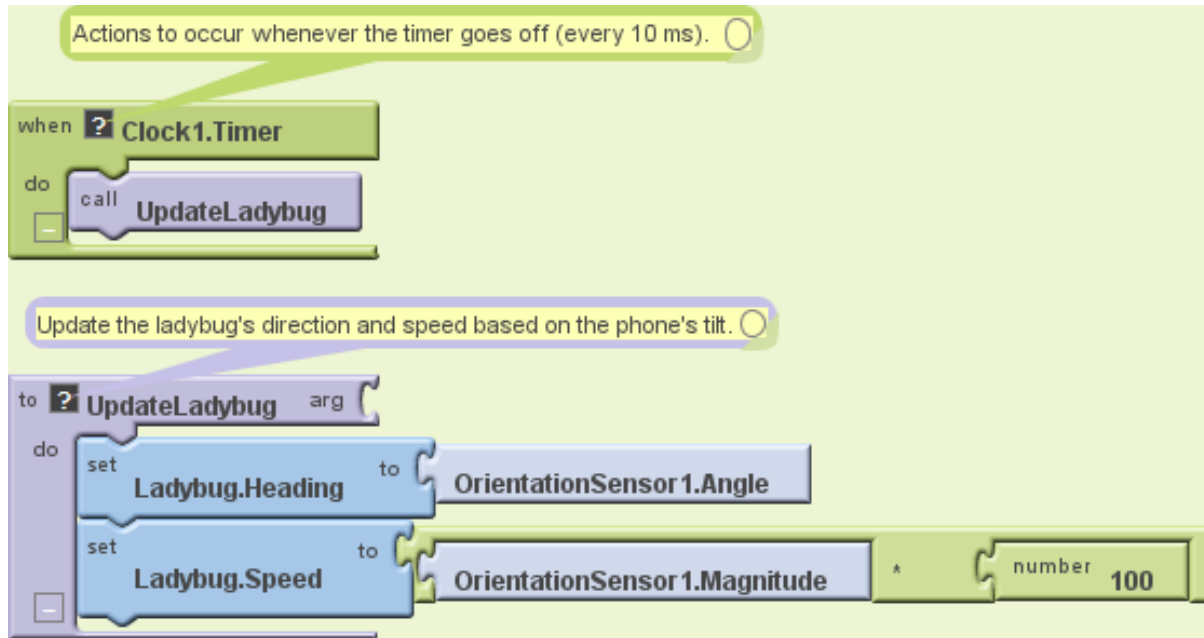 Actions to occur whenever the timer goes off (every 10 ms).
when ? Clock1.Timer
do
call UpdateLadybug
Update the ladybug's direction and speed based on the phone's tilt.
to ? UpdateLadybug arg
do
set Ladybug.Heading to OrientationSensor1.Angle
set Ladybug.Speed to OrientationSensor1.Magnitude * number 100